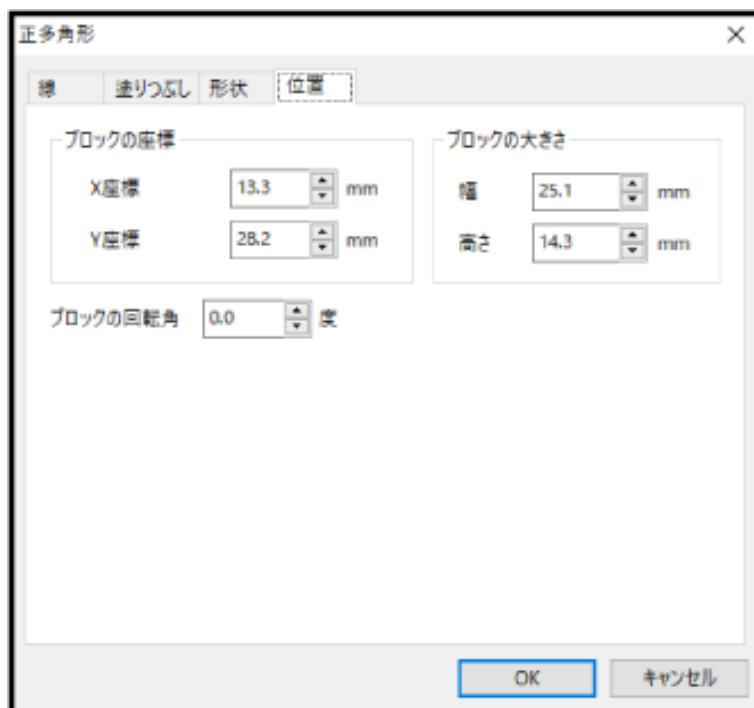 正多角形
線 塗りつぶし 形状 位置
ブロックの座標 ブロックの大きさ
X座標 13.3 mm 幅 25.1 mm
Y座標 28.2 mm 高さ 14.3 mm
ブロックの回転角 0.0 度
OK キャンセル